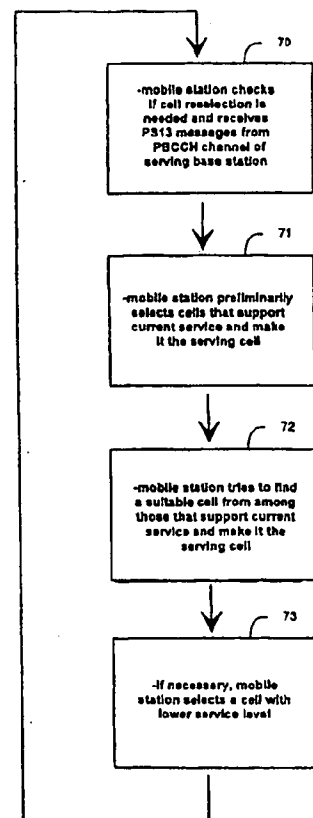 70
-mobile station checks
if cell reselection is
needed and receives
PS13 messages from
PBCCH channel of
serving base station
71
-mobile station preliminarily
selects cells that support
current service and make
it the serving cell
72
-mobile station tries to find
a suitable cell from among
those that support current
service and make it the
serving cell
73
-if necessary, mobile
station selects a cell with
lower service level